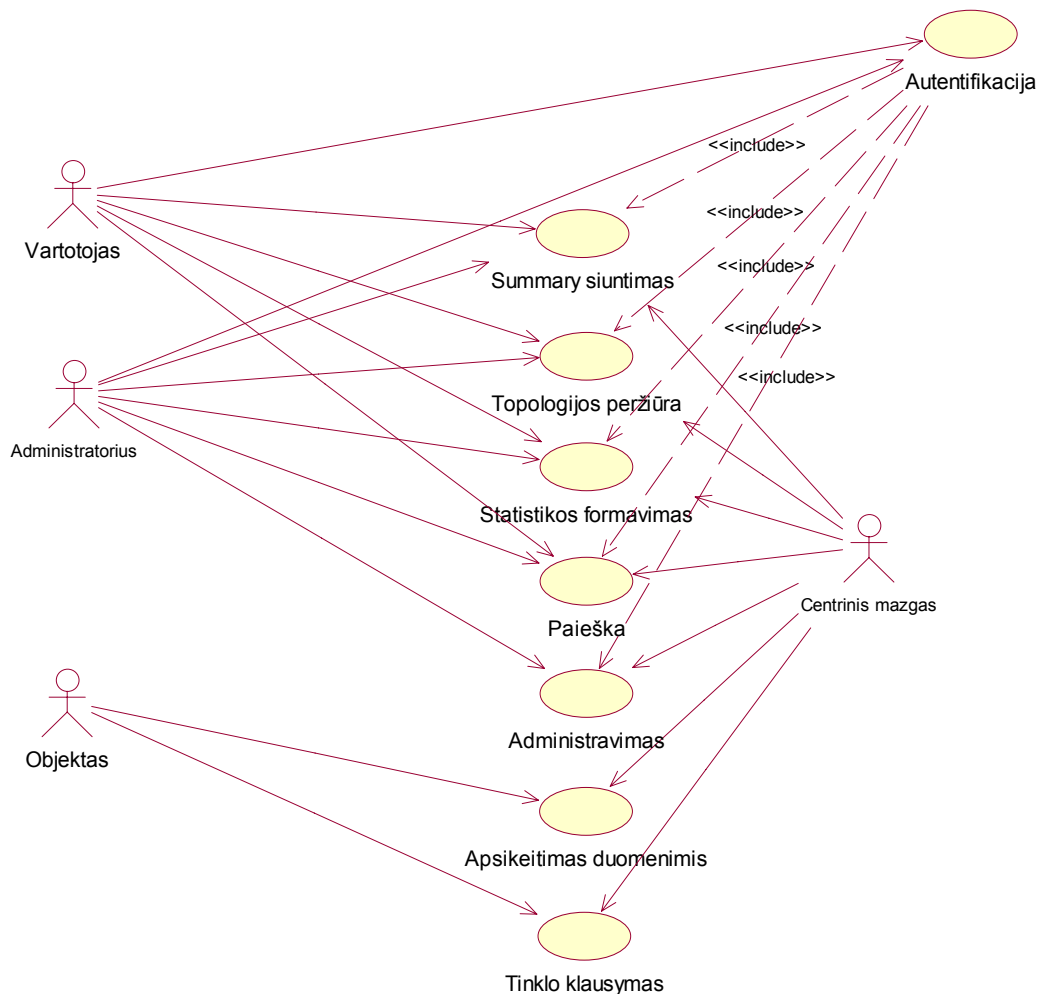 Autentifikacija
<<include>>
<<include>>
Vartotojas
<<include>>
Summary siuntimas
<<include>>
<<include>>
Topologijos peržiūra
Administratorius
Statistikos formavimas
Centrinis mazgas
Paieška
Administravimas
Objektas
Apsikeitimas duomenimis
Tinklo klausymas